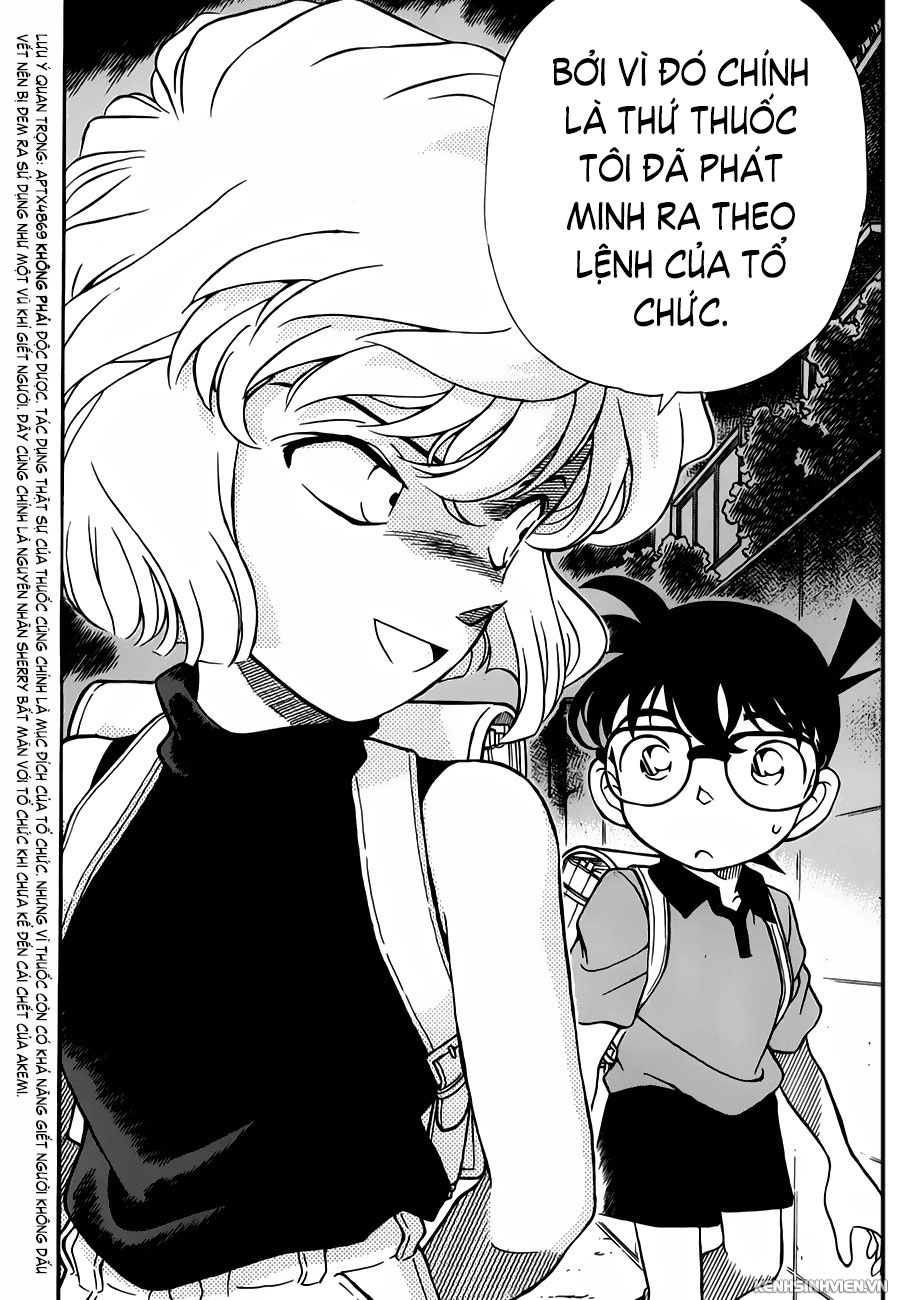 BỞI VÌ ĐÓ CHÍNH
LÀ THỨ THUỐC
TÔI ĐÃ PHÁT
MINH RA THEO
LỆNH CỦA TỔ
CHỨC.
LƯU Ý QUAN TRỌNG: APTX4869 KHÔNG PHẢI ĐỘC DƯỢC. TÁC DỤNG THẬT SỰ CỦA THUỐC CŨNG CHÍNH LÀ MỤC ĐÍCH CỦA TỔ CHỨC. NHƯNG VÌ THUỐC CÒN CÓ KHẢ NĂNG GIẾT NGƯỜI KHÔNG DẤU
VẾT NÊN BỊ ĐEM RA SỬ DỤNG NHƯ MỘT VŨ KHÍ GIẾT NGƯỜI. ĐÂY CŨNG CHÍNH LÀ NGUYÊN NHÂN SHERRY BẤT MÃN VỚI TỔ CHỨC KHI CHƯA KỂ ĐẾN CÁI CHẾT CỦA AKEMI.
KENHSINHVIEN.VN